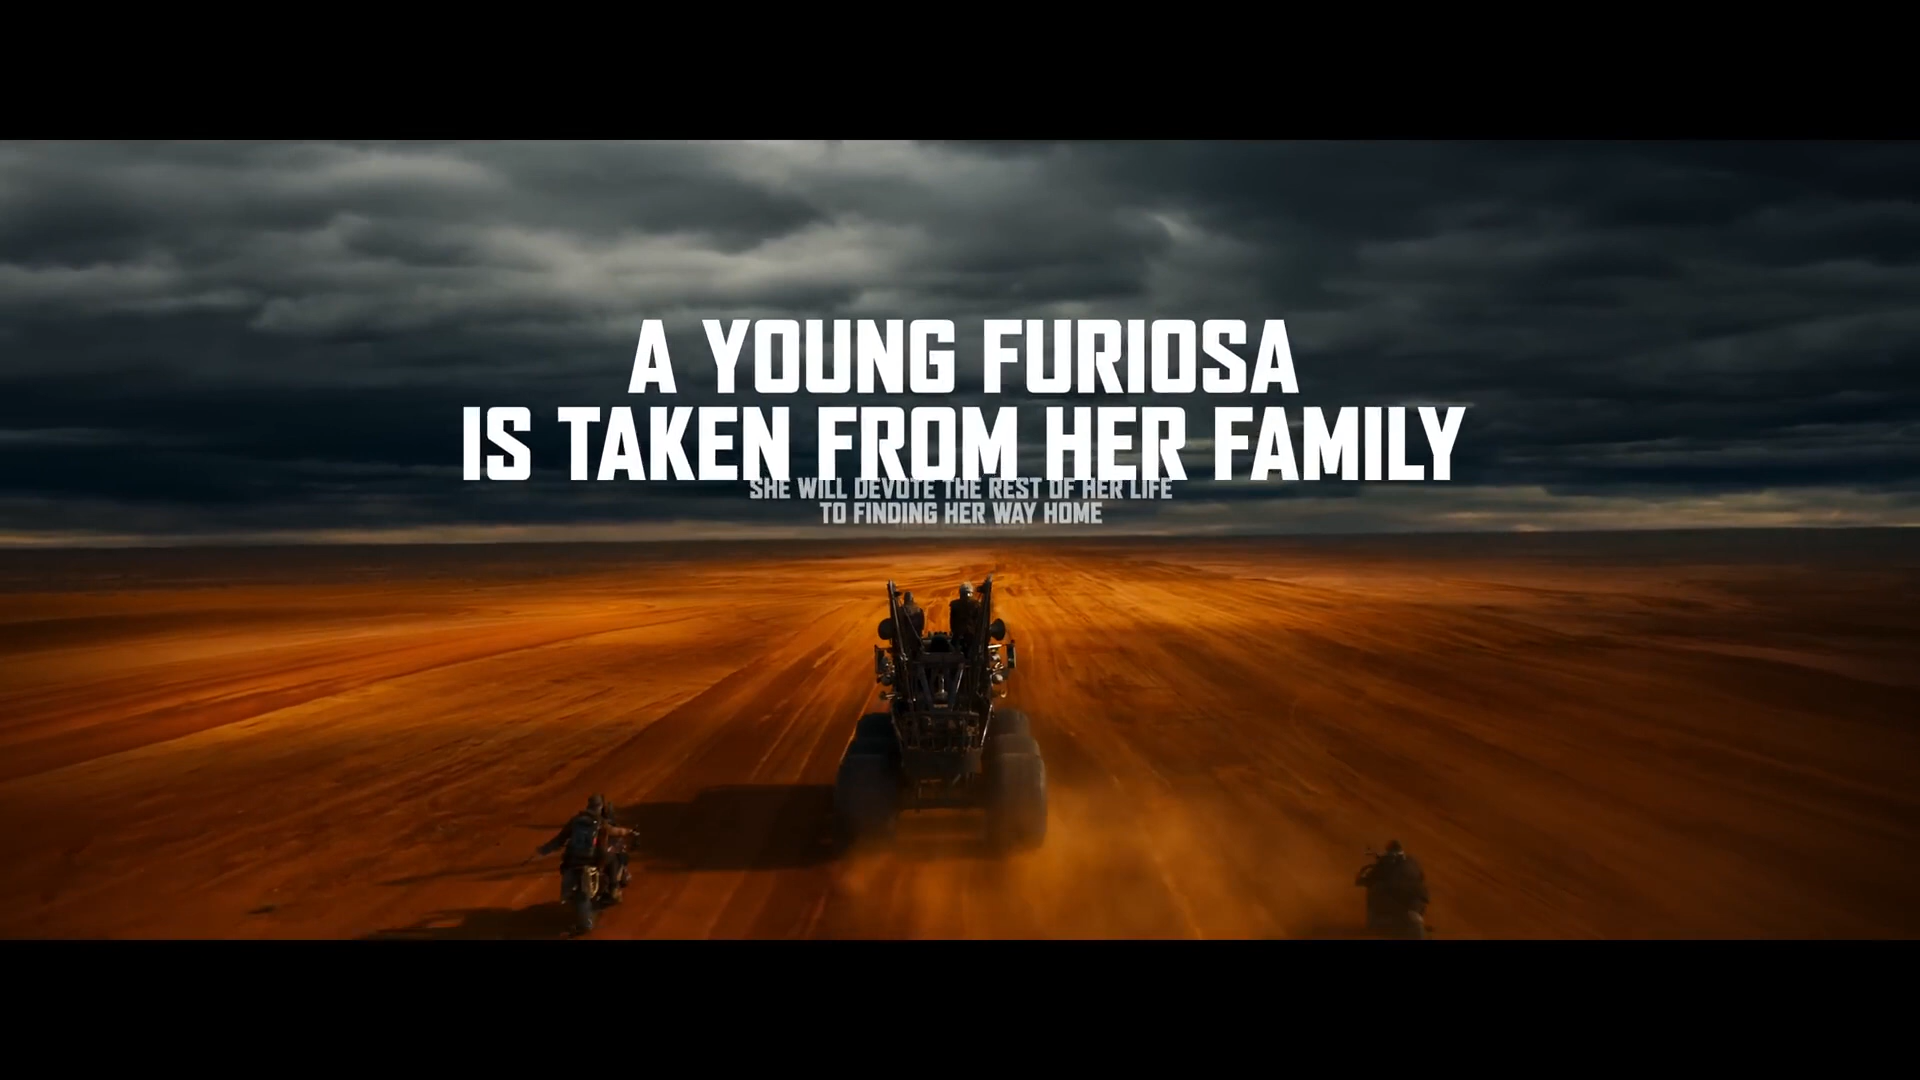 A YOUNG FURIOSA
IS TAKEN FROM HER FAMILY
SHE WILL DEVOTE THE REST OF HER LIFE
TO FINDING HER WAY HOME